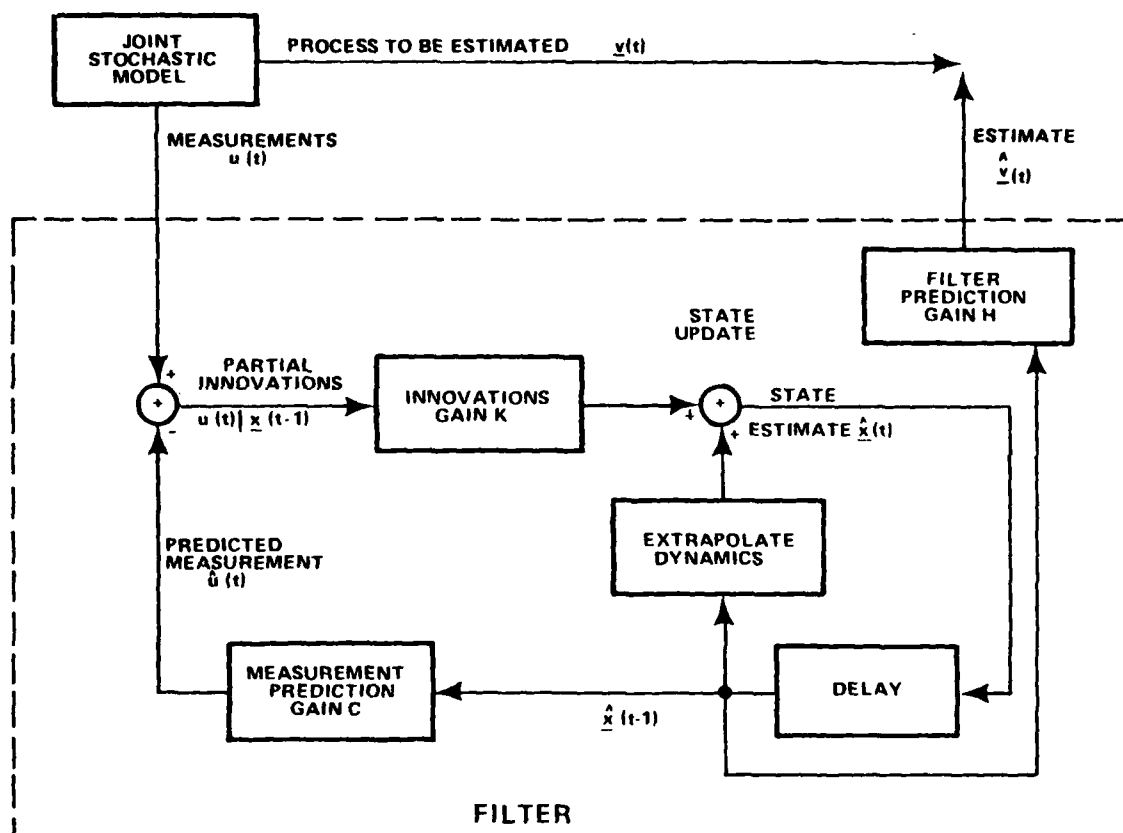 JOINT
STOCHASTIC
MODEL
PROCESS TO BE ESTIMATED v(t)
MEASUREMENTS
u (t)
ESTIMATE
^
v(t)
FILTER
PREDICTION
GAIN H
STATE
UPDATE
PARTIAL
INNOVATIONS
u (t)| x (t-1)
INNOVATIONS
GAIN K
+
+
-
+
+
+
STATE
ESTIMATE x̂(t)
EXTRAPOLATE
DYNAMICS
PREDICTED
MEASUREMENT
û (t)
MEASUREMENT
PREDICTION
GAIN C
x̂ (t-1)
DELAY
FILTER